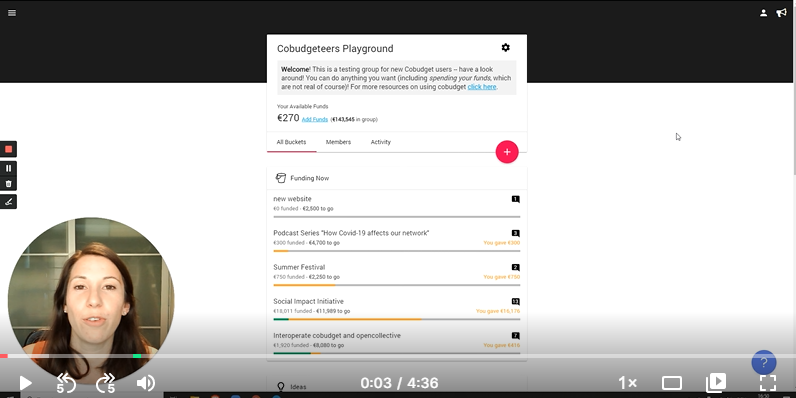 Cobudgeteers Playground
Welcome! This is a testing group for new Cobudget users – have a look
around! You can do anything you want (including spending your funds, which
are not real of course)! For more resources on using cobudget click here.
Your Available Funds
€270 Add Funds (€143,545 in group)
All Buckets Members Activity
+
Funding Now
new website 1
€0 funded · €2,500 to go
Podcast Series "How Covid-19 affects our network" 3
€300 funded · €4,700 to go You gave €300
Summer Festival 2
€750 funded · €2,250 to go You gave €750
Social Impact Initiative
€18,011 funded · €11,989 to go You gave €16,176
Interoperate cobudget and opencollective 7
€1,920 funded · €8,080 to go You gave €416
?
5 5 0:03 / 4:36 1×
Ideas